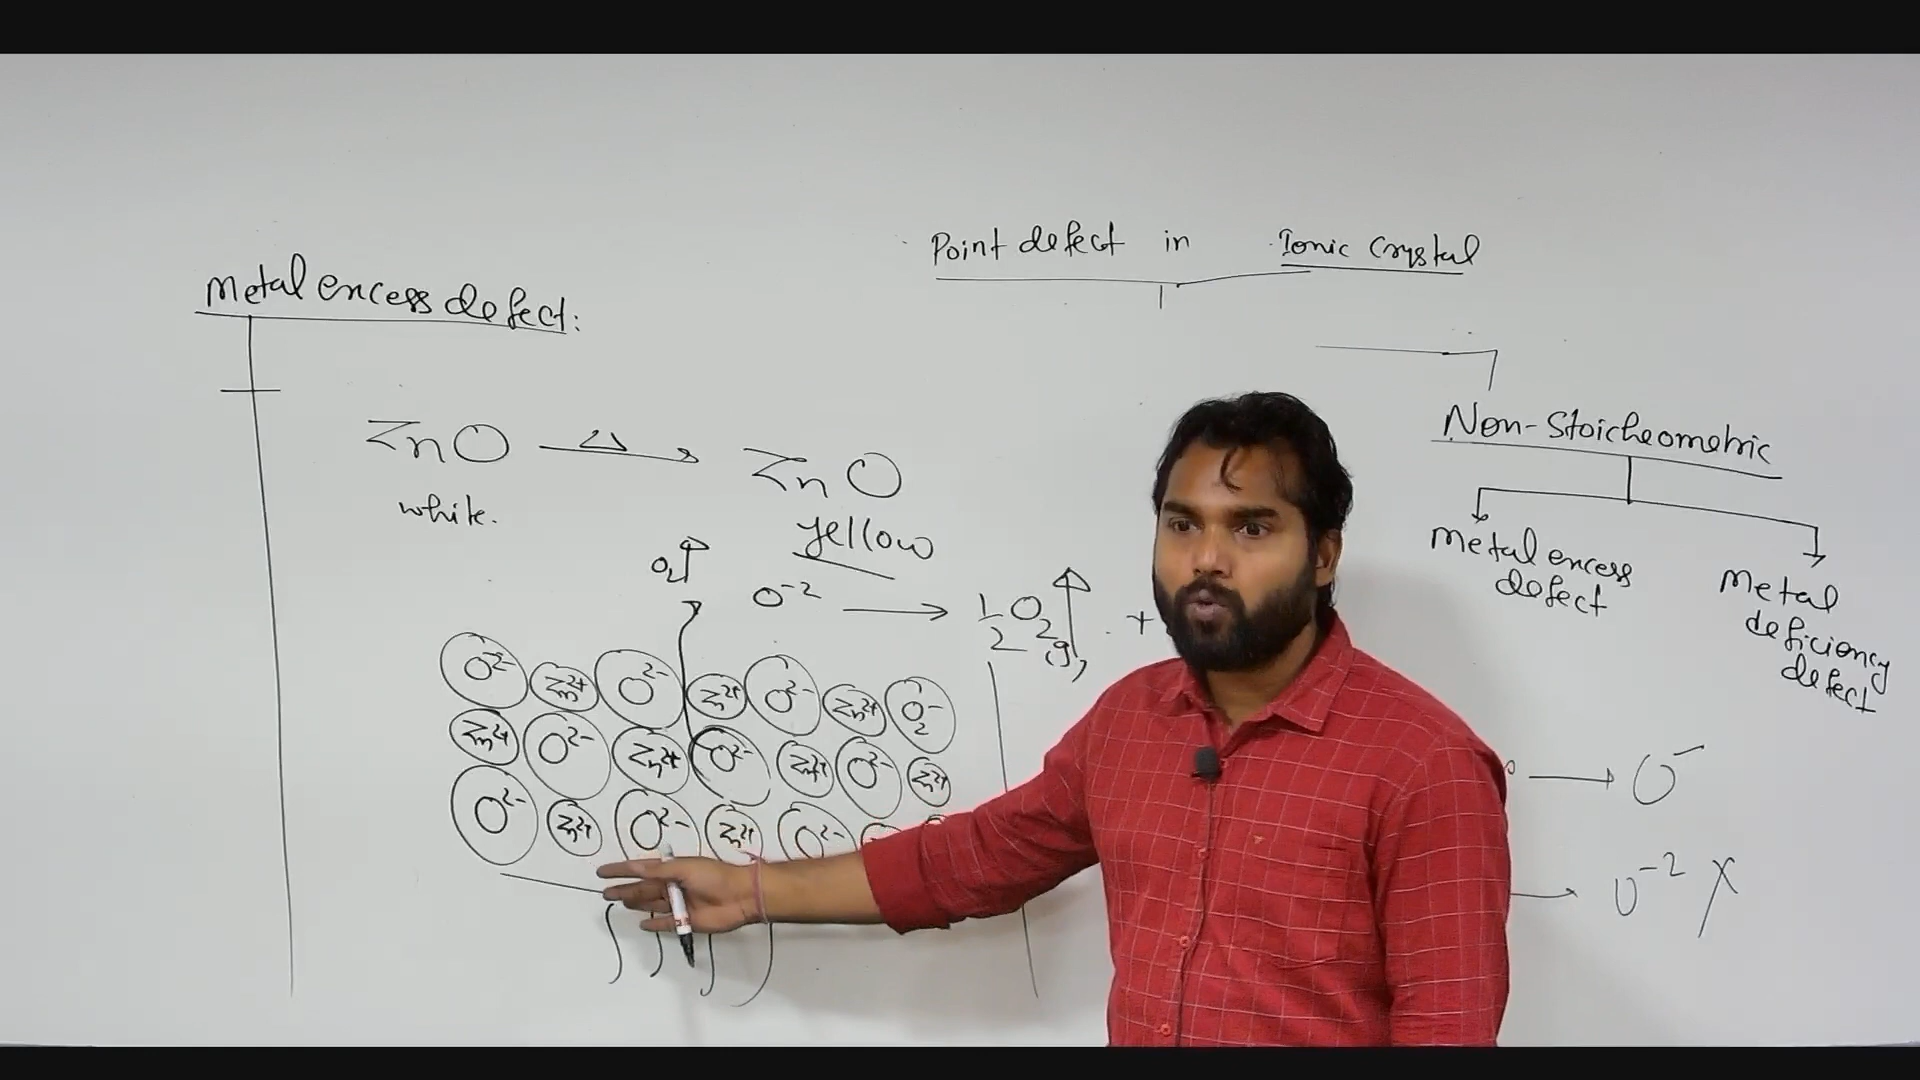 Point defect in Ionic Crystal
Metal encess defect:
ZnO Δ ZnO
white.
yellow
O₂
O⁻² → 1/2 O₂(g) +
O²⁻ Zn²⁺ O²⁻ Zn²⁺ O²⁻ Zn²⁺ O₂⁻
Zn²⁺ O²⁻ Zn²⁺ O²⁻ Zn²⁺ O²⁻ Zn²⁺
O²⁻ Zn²⁺ O²⁻ Zn²⁺ O²⁻
Non-Stoicheometric
Metal encess
defect
Metal
deficiency
defect
→ O⁻
→ O⁻² X